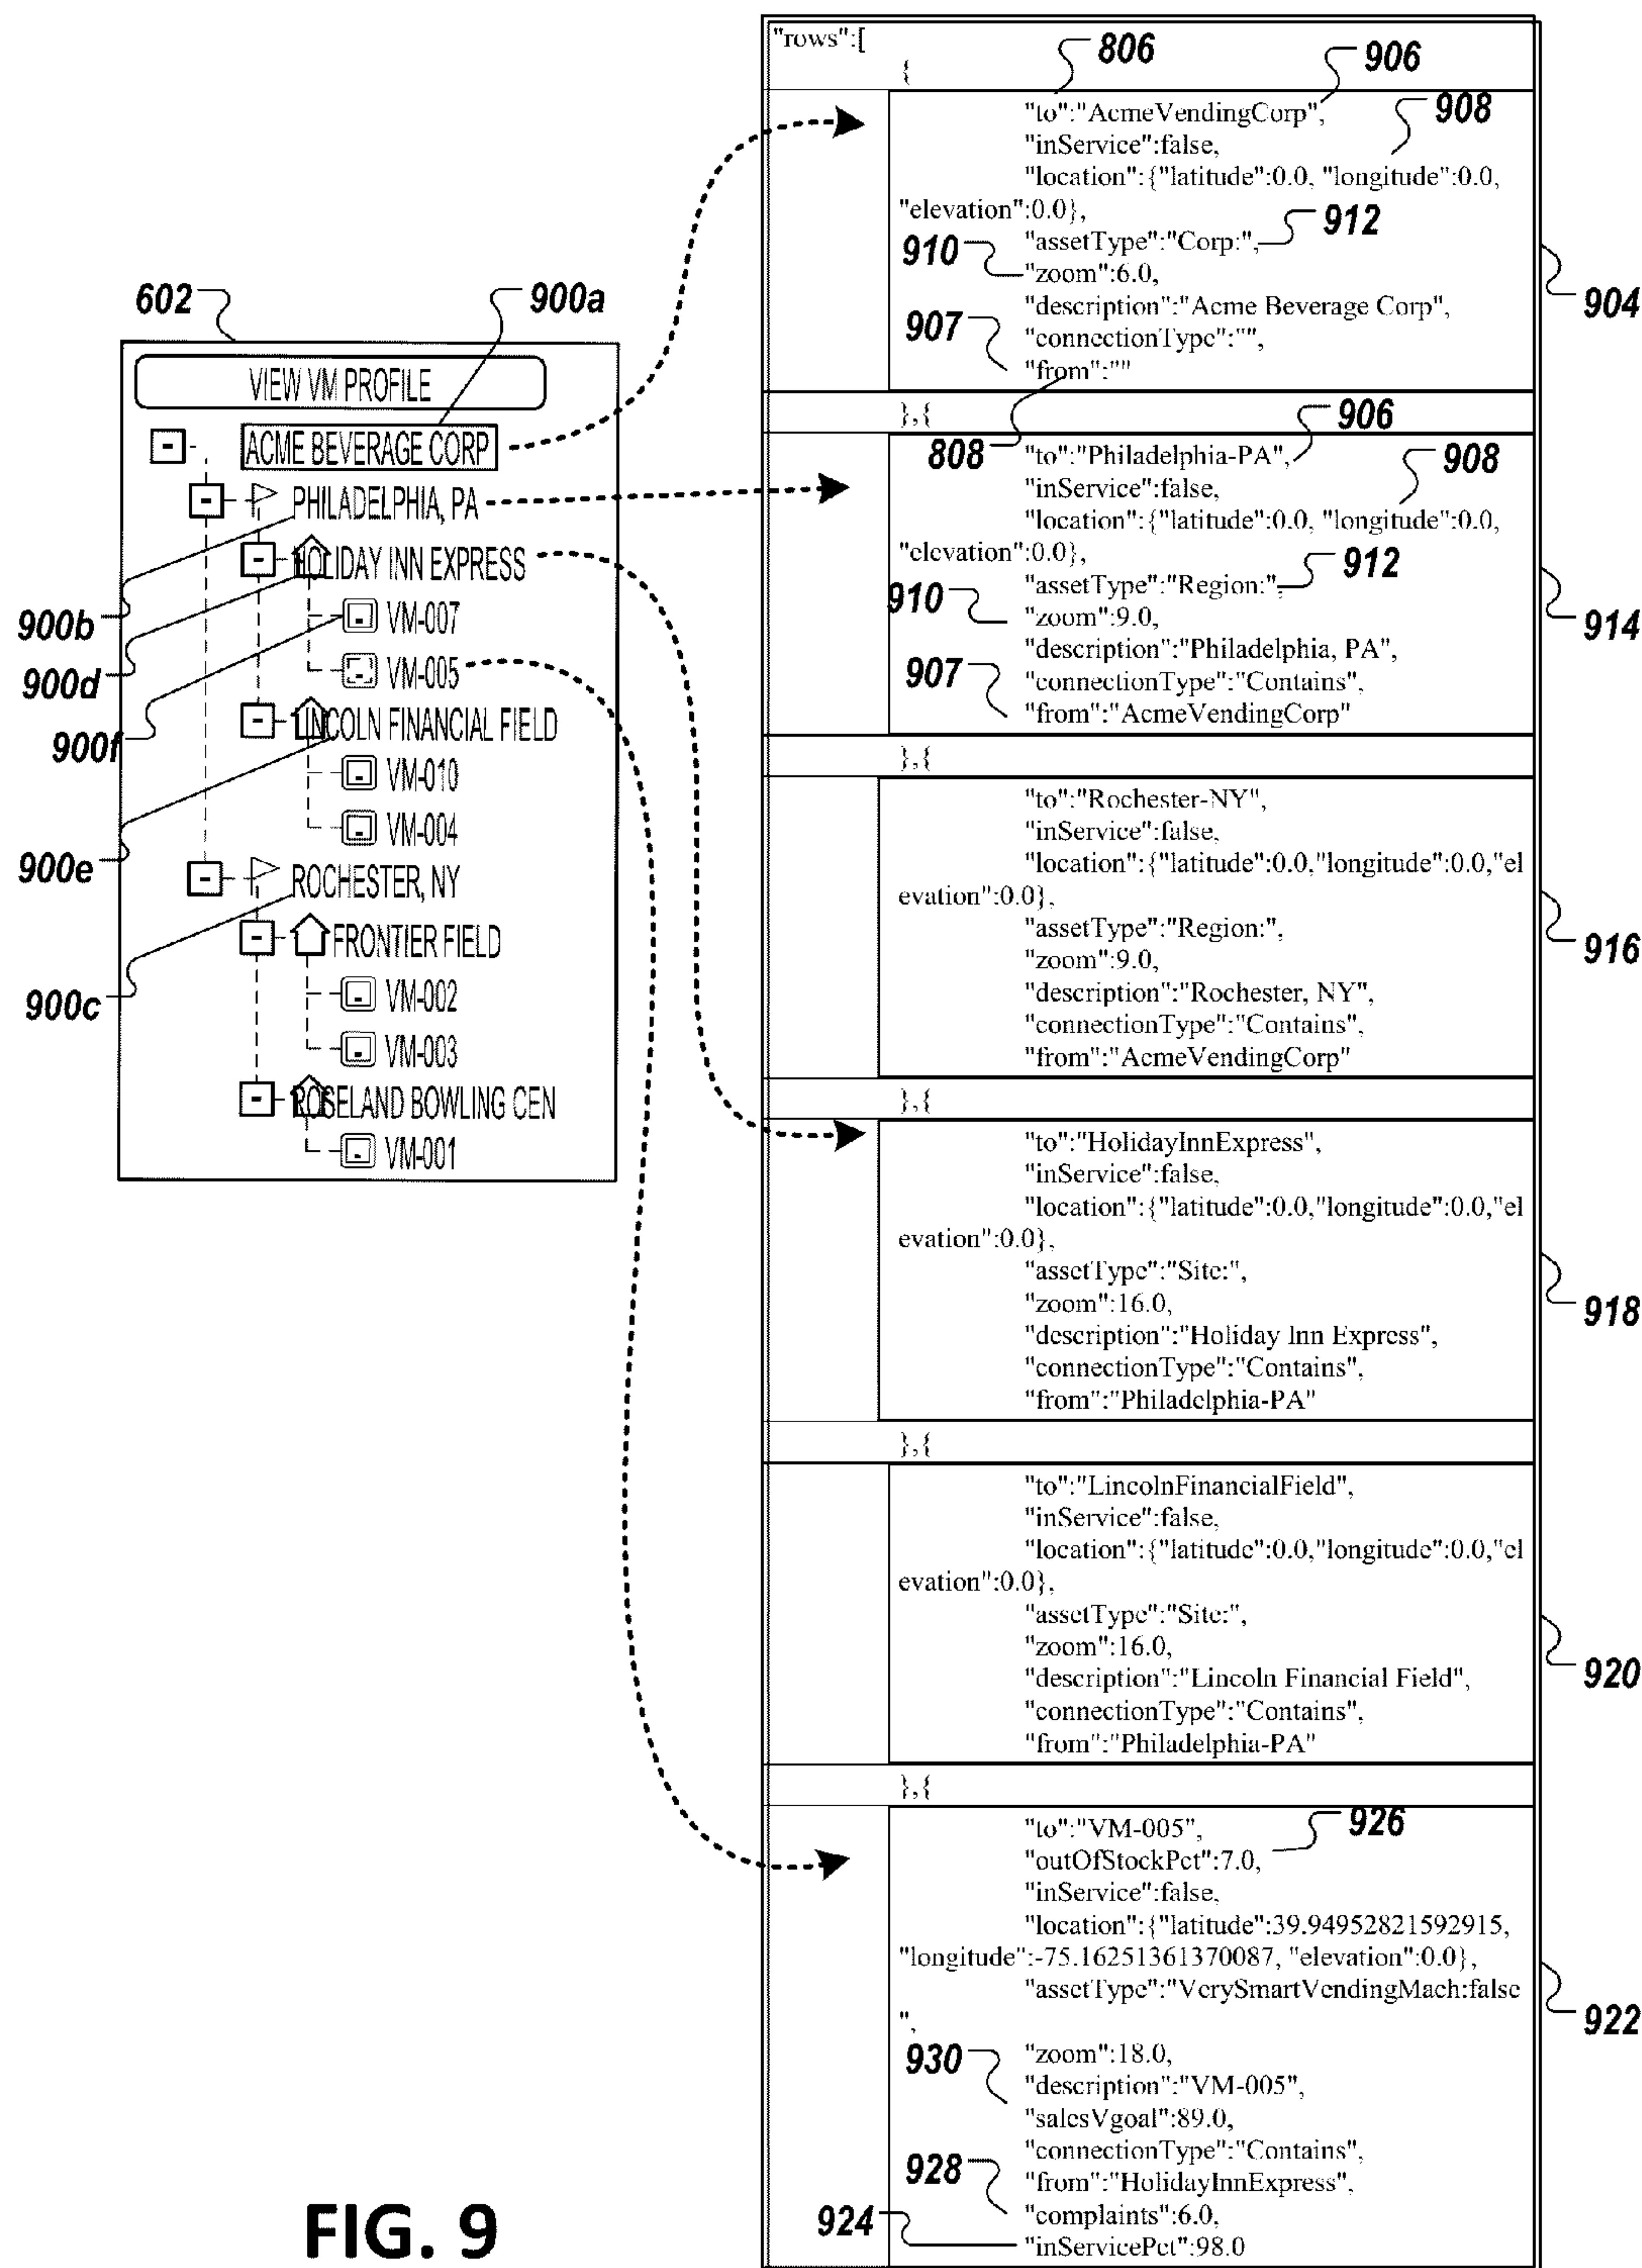 602
900a
VIEW VM PROFILE
ACME BEVERAGE CORP
PHILADELPHIA, PA
HOLIDAY INN EXPRESS
VM-007
VM-005
LINCOLN FINANCIAL FIELD
VM-010
VM-004
ROCHESTER, NY
FRONTIER FIELD
VM-002
VM-003
ROSELAND BOWLING CEN
VM-001
900b
900d
900f
900e
900c
"rows":[
{
806
906
"to":"AcmeVendingCorp",
908
"inService":false,
"location":{"latitude":0.0, "longitude":0.0,
"elevation":0.0},
912
910
"assetType":"Corp:",
"zoom":6.0,
904
"description":"Acme Beverage Corp",
907
"connectionType":"",
"from":""
},{
906
808
"to":"Philadelphia-PA",
908
"inService":false,
"location":{"latitude":0.0, "longitude":0.0,
"elevation":0.0},
912
"assetType":"Region:",
910
"zoom":9.0,
914
"description":"Philadelphia, PA",
907
"connectionType":"Contains",
"from":"AcmeVendingCorp"
},{
"to":"Rochester-NY",
"inService":false,
"location":{"latitude":0.0,"longitude":0.0,"el
evation":0.0},
"assetType":"Region:",
916
"zoom":9.0,
"description":"Rochester, NY",
"connectionType":"Contains",
"from":"AcmeVendingCorp"
},{
"to":"HolidayInnExpress",
"inService":false,
"location":{"latitude":0.0,"longitude":0.0,"el
evation":0.0},
"assetType":"Site:",
"zoom":16.0,
918
"description":"Holiday Inn Express",
"connectionType":"Contains",
"from":"Philadelphia-PA"
},{
"to":"LincolnFinancialField",
"inService":false,
"location":{"latitude":0.0,"longitude":0.0,"el
evation":0.0},
"assetType":"Site:",
"zoom":16.0,
920
"description":"Lincoln Financial Field",
"connectionType":"Contains",
"from":"Philadelphia-PA"
},{
926
"to":"VM-005",
"outOfStockPct":7.0,
"inService":false,
"location":{"latitude":39.94952821592915,
"longitude":-75.16251361370087, "elevation":0.0},
"assetType":"VerySmartVendingMach:false
",
922
930
"zoom":18.0,
"description":"VM-005",
"salesVgoal":89.0,
"connectionType":"Contains",
928
"from":"HolidayInnExpress",
"complaints":6.0,
924
"inServicePct":98.0
FIG. 9